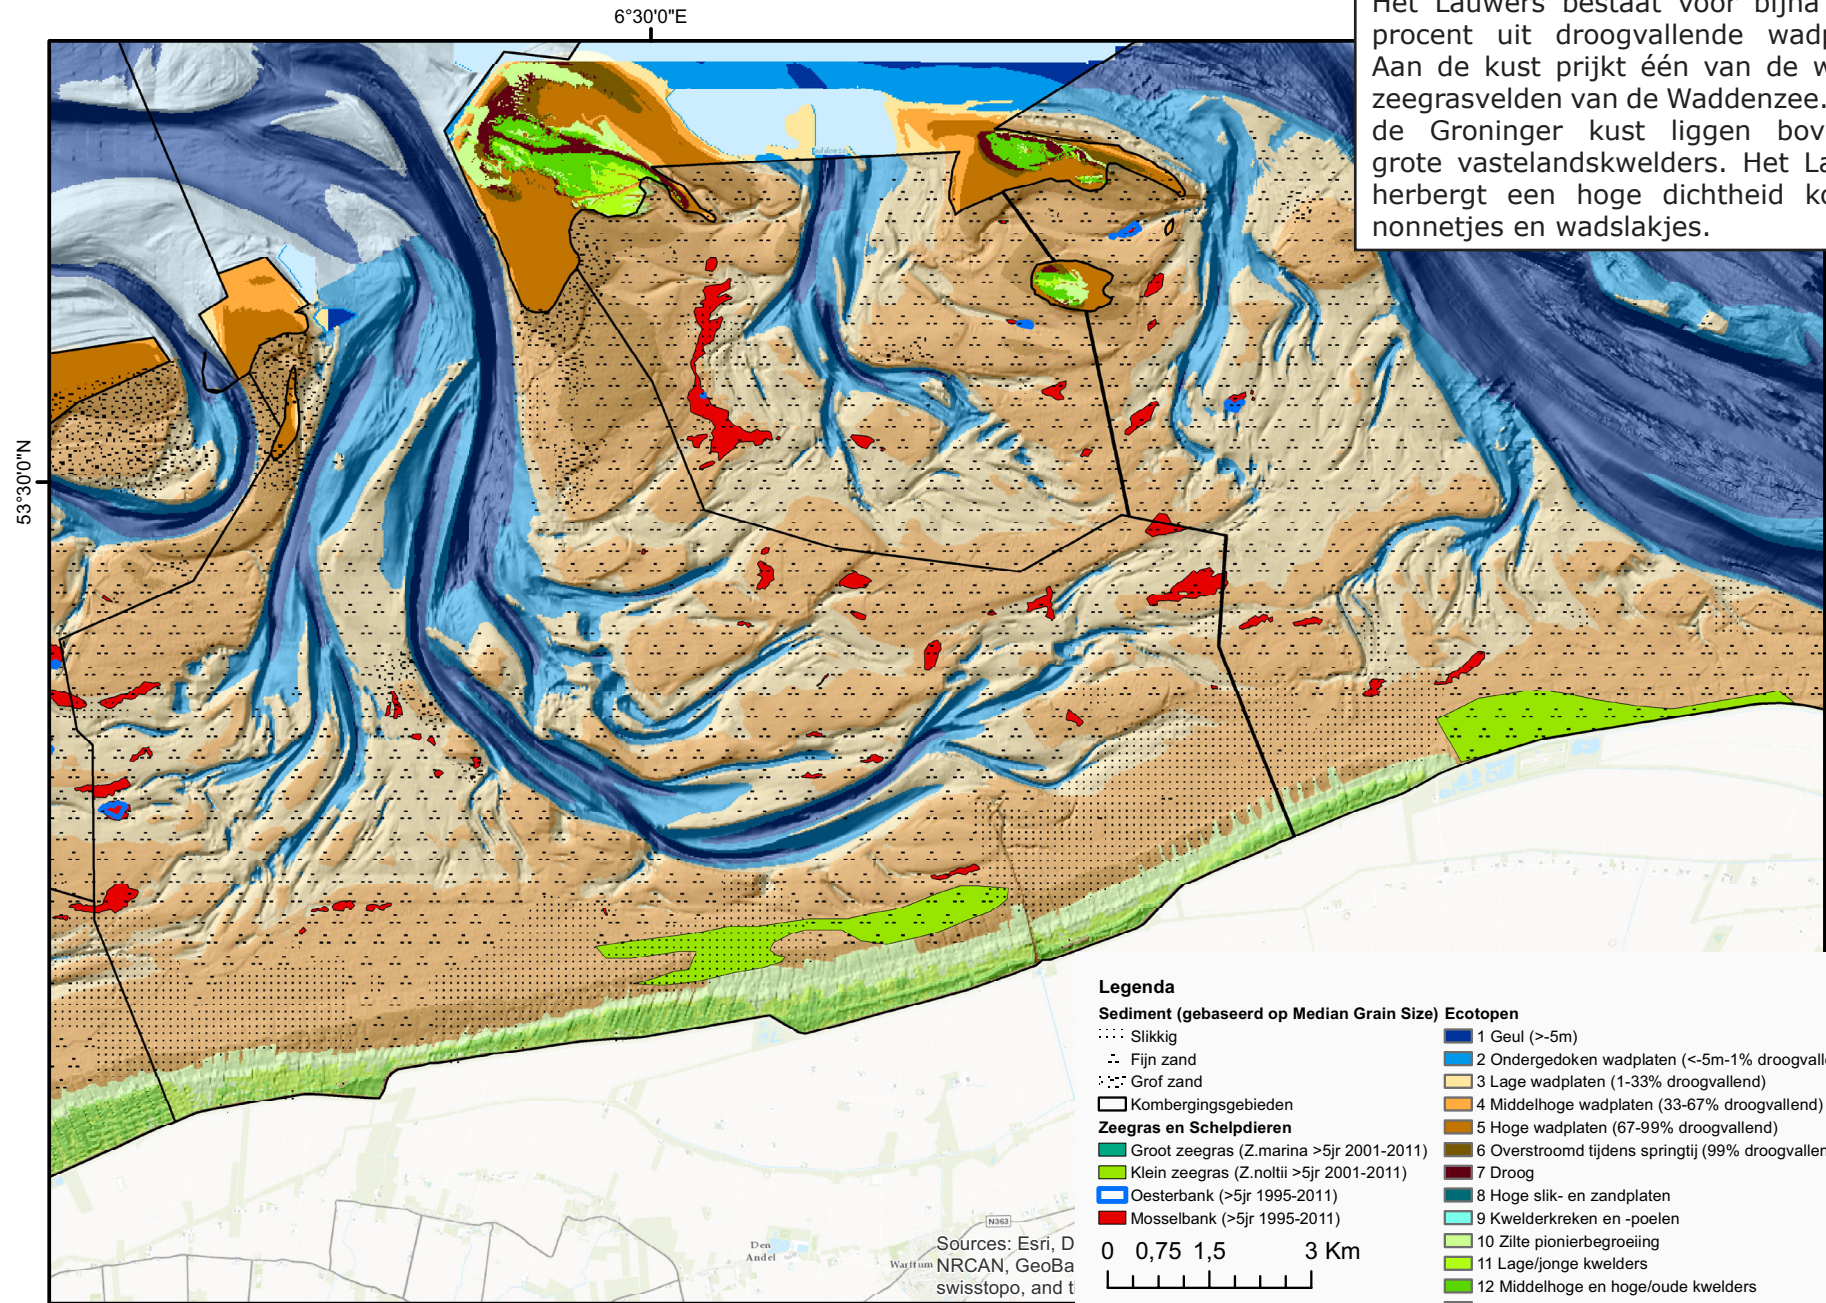 6°30'0"E
Het Lauwers bestaat voor bijna
procent uit droogvallende
Aan de kust prijkt één van de
zeegrasvelden van de Waddenzee.
de Groninger kust liggen
grote vastelandskwelders. Het
herbergt een hoge dichtheid
nonnetjes en wadslakjes.
53°30'0"N
Legenda
Sediment (gebaseerd op Median Grain Size)
Slikkig
Fijn zand
Grof zand
Kombergingsgebieden
Zeegras en Schelpdieren
Groot zeegras (Z.marina >5jr 2001-2011)
Klein zeegras (Z.noltii >5jr 2001-2011)
Oesterbank (>5jr 1995-2011)
Mosselbank (>5jr 1995-2011)
0 0,75 1,5 3 Km
Ecotopen
1 Geul (>-5m)
2 Ondergedoken wadplaten (<-5m-1%
3 Lage wadplaten (1-33% droogvallend)
4 Middelhoge wadplaten (33-67% droogvallend)
5 Hoge wadplaten (67-99% droogvallend)
6 Overstroomd tijdens springtij (99%
7 Droog
8 Hoge slik- en zandplaten
9 Kwelderkreken en -poelen
10 Zilte pionierbegroeiing
11 Lage/jonge kwelders
12 Middelhoge en hoge/oude kwelders
N363
Den
Andel
Warffum
Sources: Esri,
NRCAN,
swisstopo, and